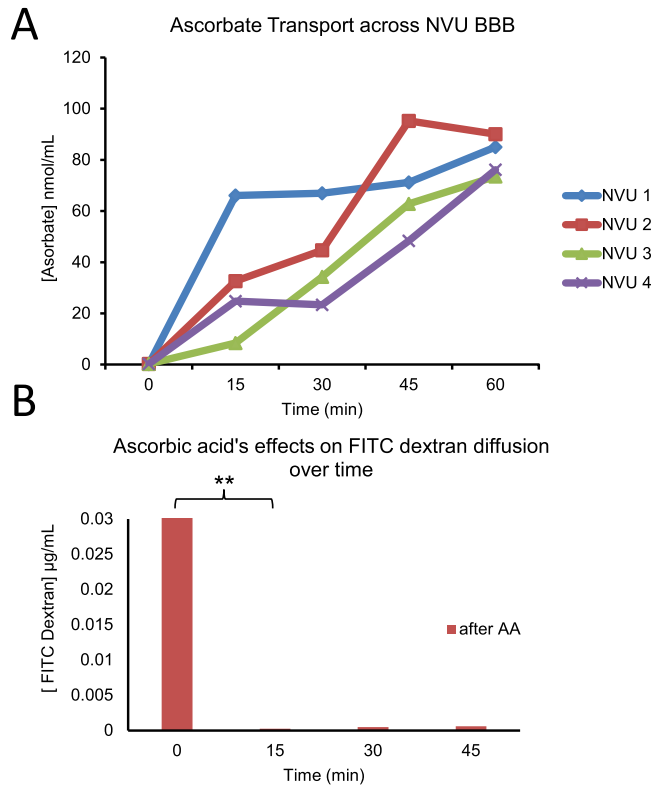 A
Ascorbate Transport across NVU BBB
[Asorbate] nmol/mL
120
100
80
60
40
20
0
0 15 30 45 60
Time (min)
NVU 1
NVU 2
NVU 3
NVU 4
B
Ascorbic acid's effects on FITC dextran diffusion
over time
**
[ FITC Dextran] µg/mL
0.03
0.025
0.02
0.015
0.01
0.005
0
0 15 30 45
Time (min)
after AA